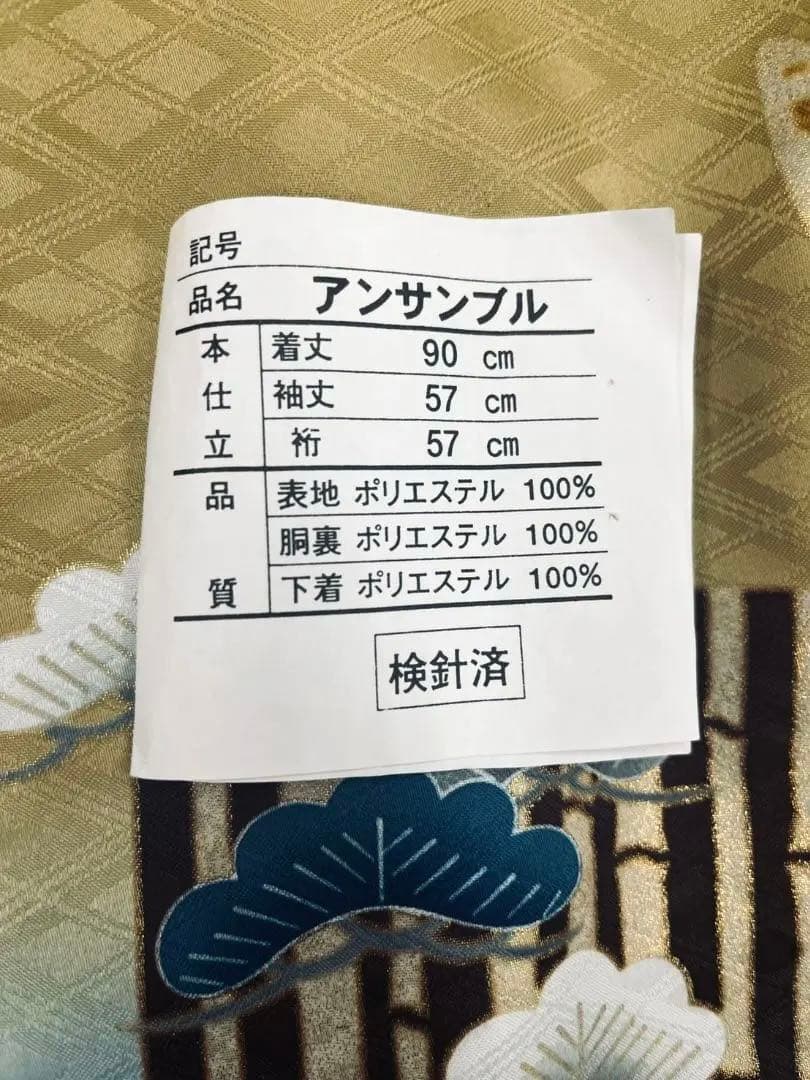 記号
品名 アンサンブル
本 着丈 90 cm
仕 袖丈 57 cm
立 裄 57 cm
品 表地 ポリエステル 100%
胴裏 ポリエステル 100%
質 下着 ポリエステル 100%
検針済